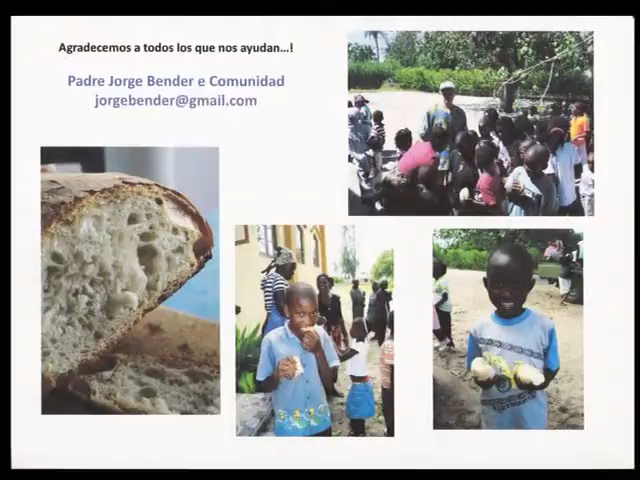 Agradecemos a todos los que nos ayudan...!
Padre Jorge Bender e Comunidad
jorgebender@gmail.com